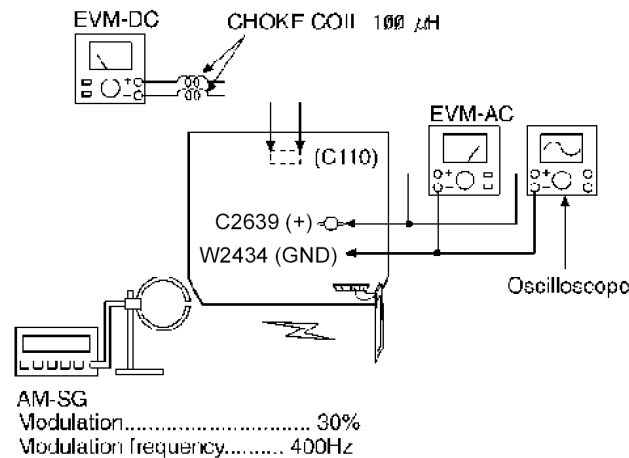 EVM-DC
CHOKE COIL 100 μH
EVM-AC
(C110)
C2639 (+)
W2434 (GND)
Oscilloscope
AM-SG
Modulation.............................. 30%
Modulation frequency.......... 400Hz